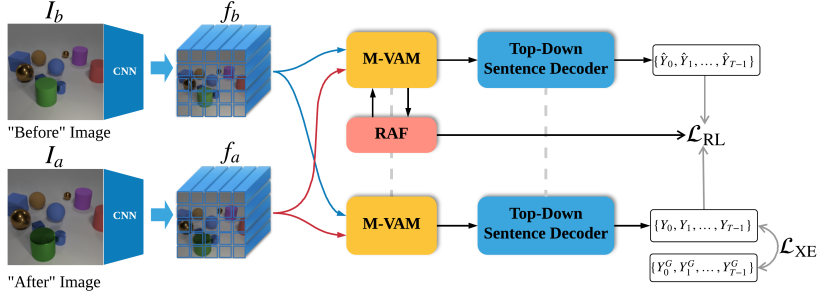 I_b
CNN
f_b
"Before" Image
M-VAM
Top-Down
Sentence Decoder
{Ŷ_0, Ŷ_1, ..., Ŷ_{T−1}}
RAF
ℒ_RL
I_a
CNN
f_a
"After" Image
M-VAM
Top-Down
Sentence Decoder
{Y_0, Y_1, ..., Y_{T−1}}
ℒ_XE
{Y_0^G, Y_1^G, ..., Y_{T−1}^G}